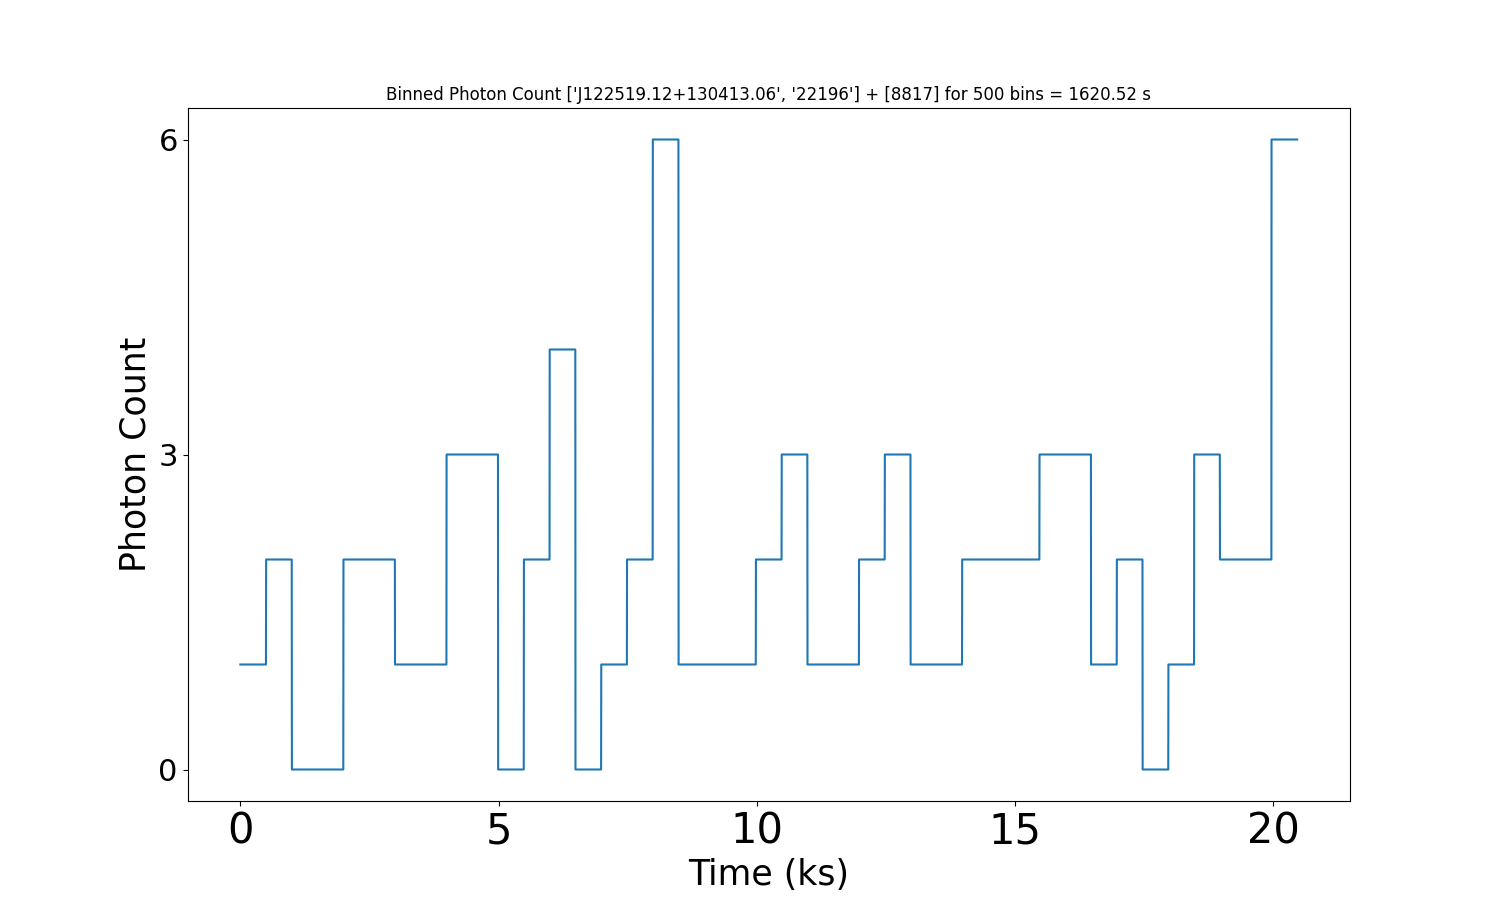 Binned Photon Count ['J122519.12+130413.06', '22196'] + [8817] for 500 bins = 1620.52 s
6
3
0
Photon Count
0 5 10 15 20
Time (ks)